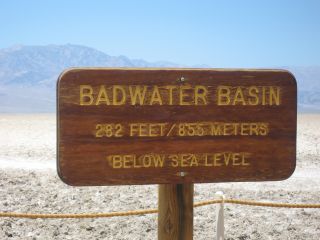 BADWATER BASIN
282 FEET/855 METERS
BELOW SEA LEVEL